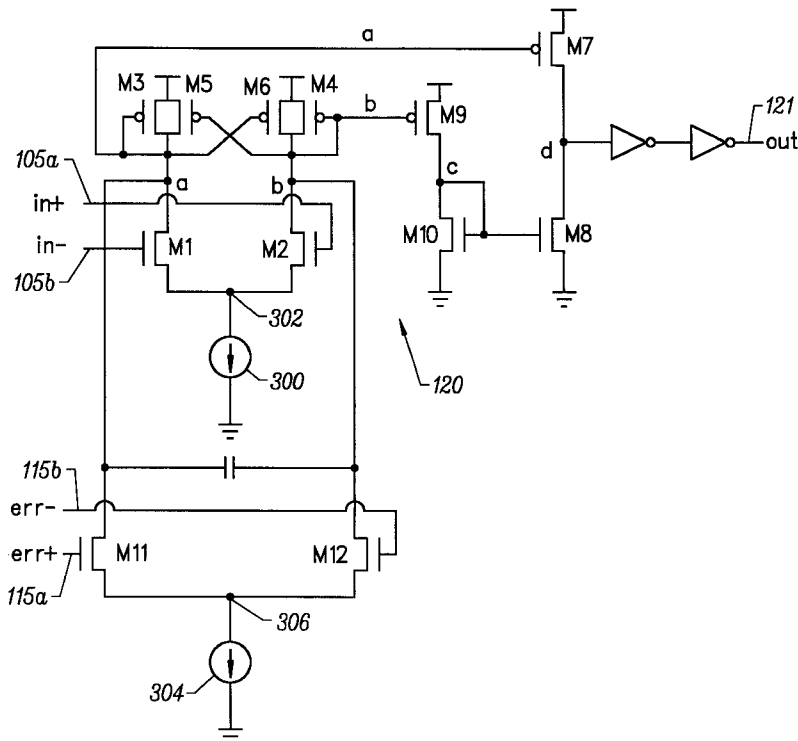 a
M7
M3
M5
M6
M4
b
M9
121
out
105a
a
b
c
d
in+
in-
M1
M2
M10
M8
105b
302
300
120
115b
err-
err+
M11
M12
115a
306
304